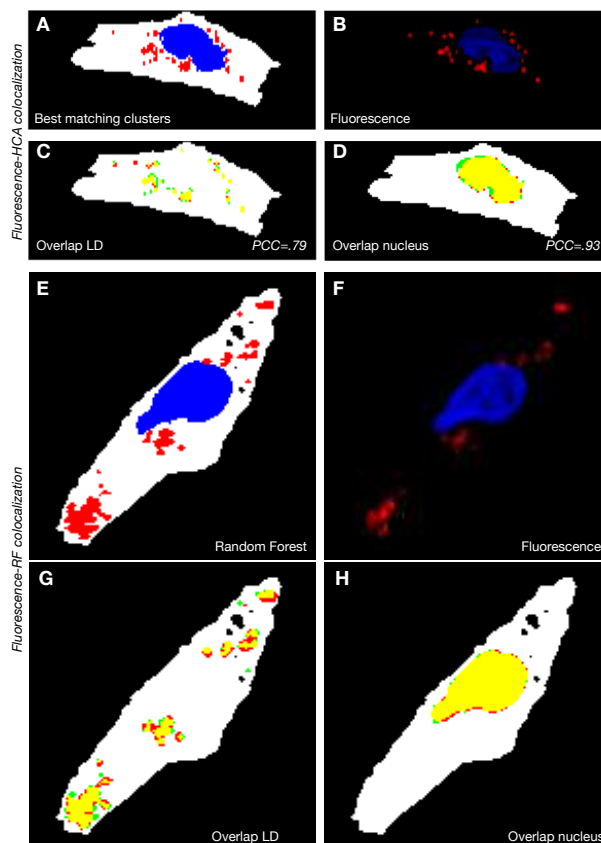 Fluorescence-HCA colocalization
A
Best matching clusters
B
Fluorescence
C
Overlap LD
PCC=.79
D
Overlap nucleus
PCC=.93
Fluorescence-RF colocalization
E
Random Forest
F
Fluorescence
G
Overlap LD
H
Overlap nucleus